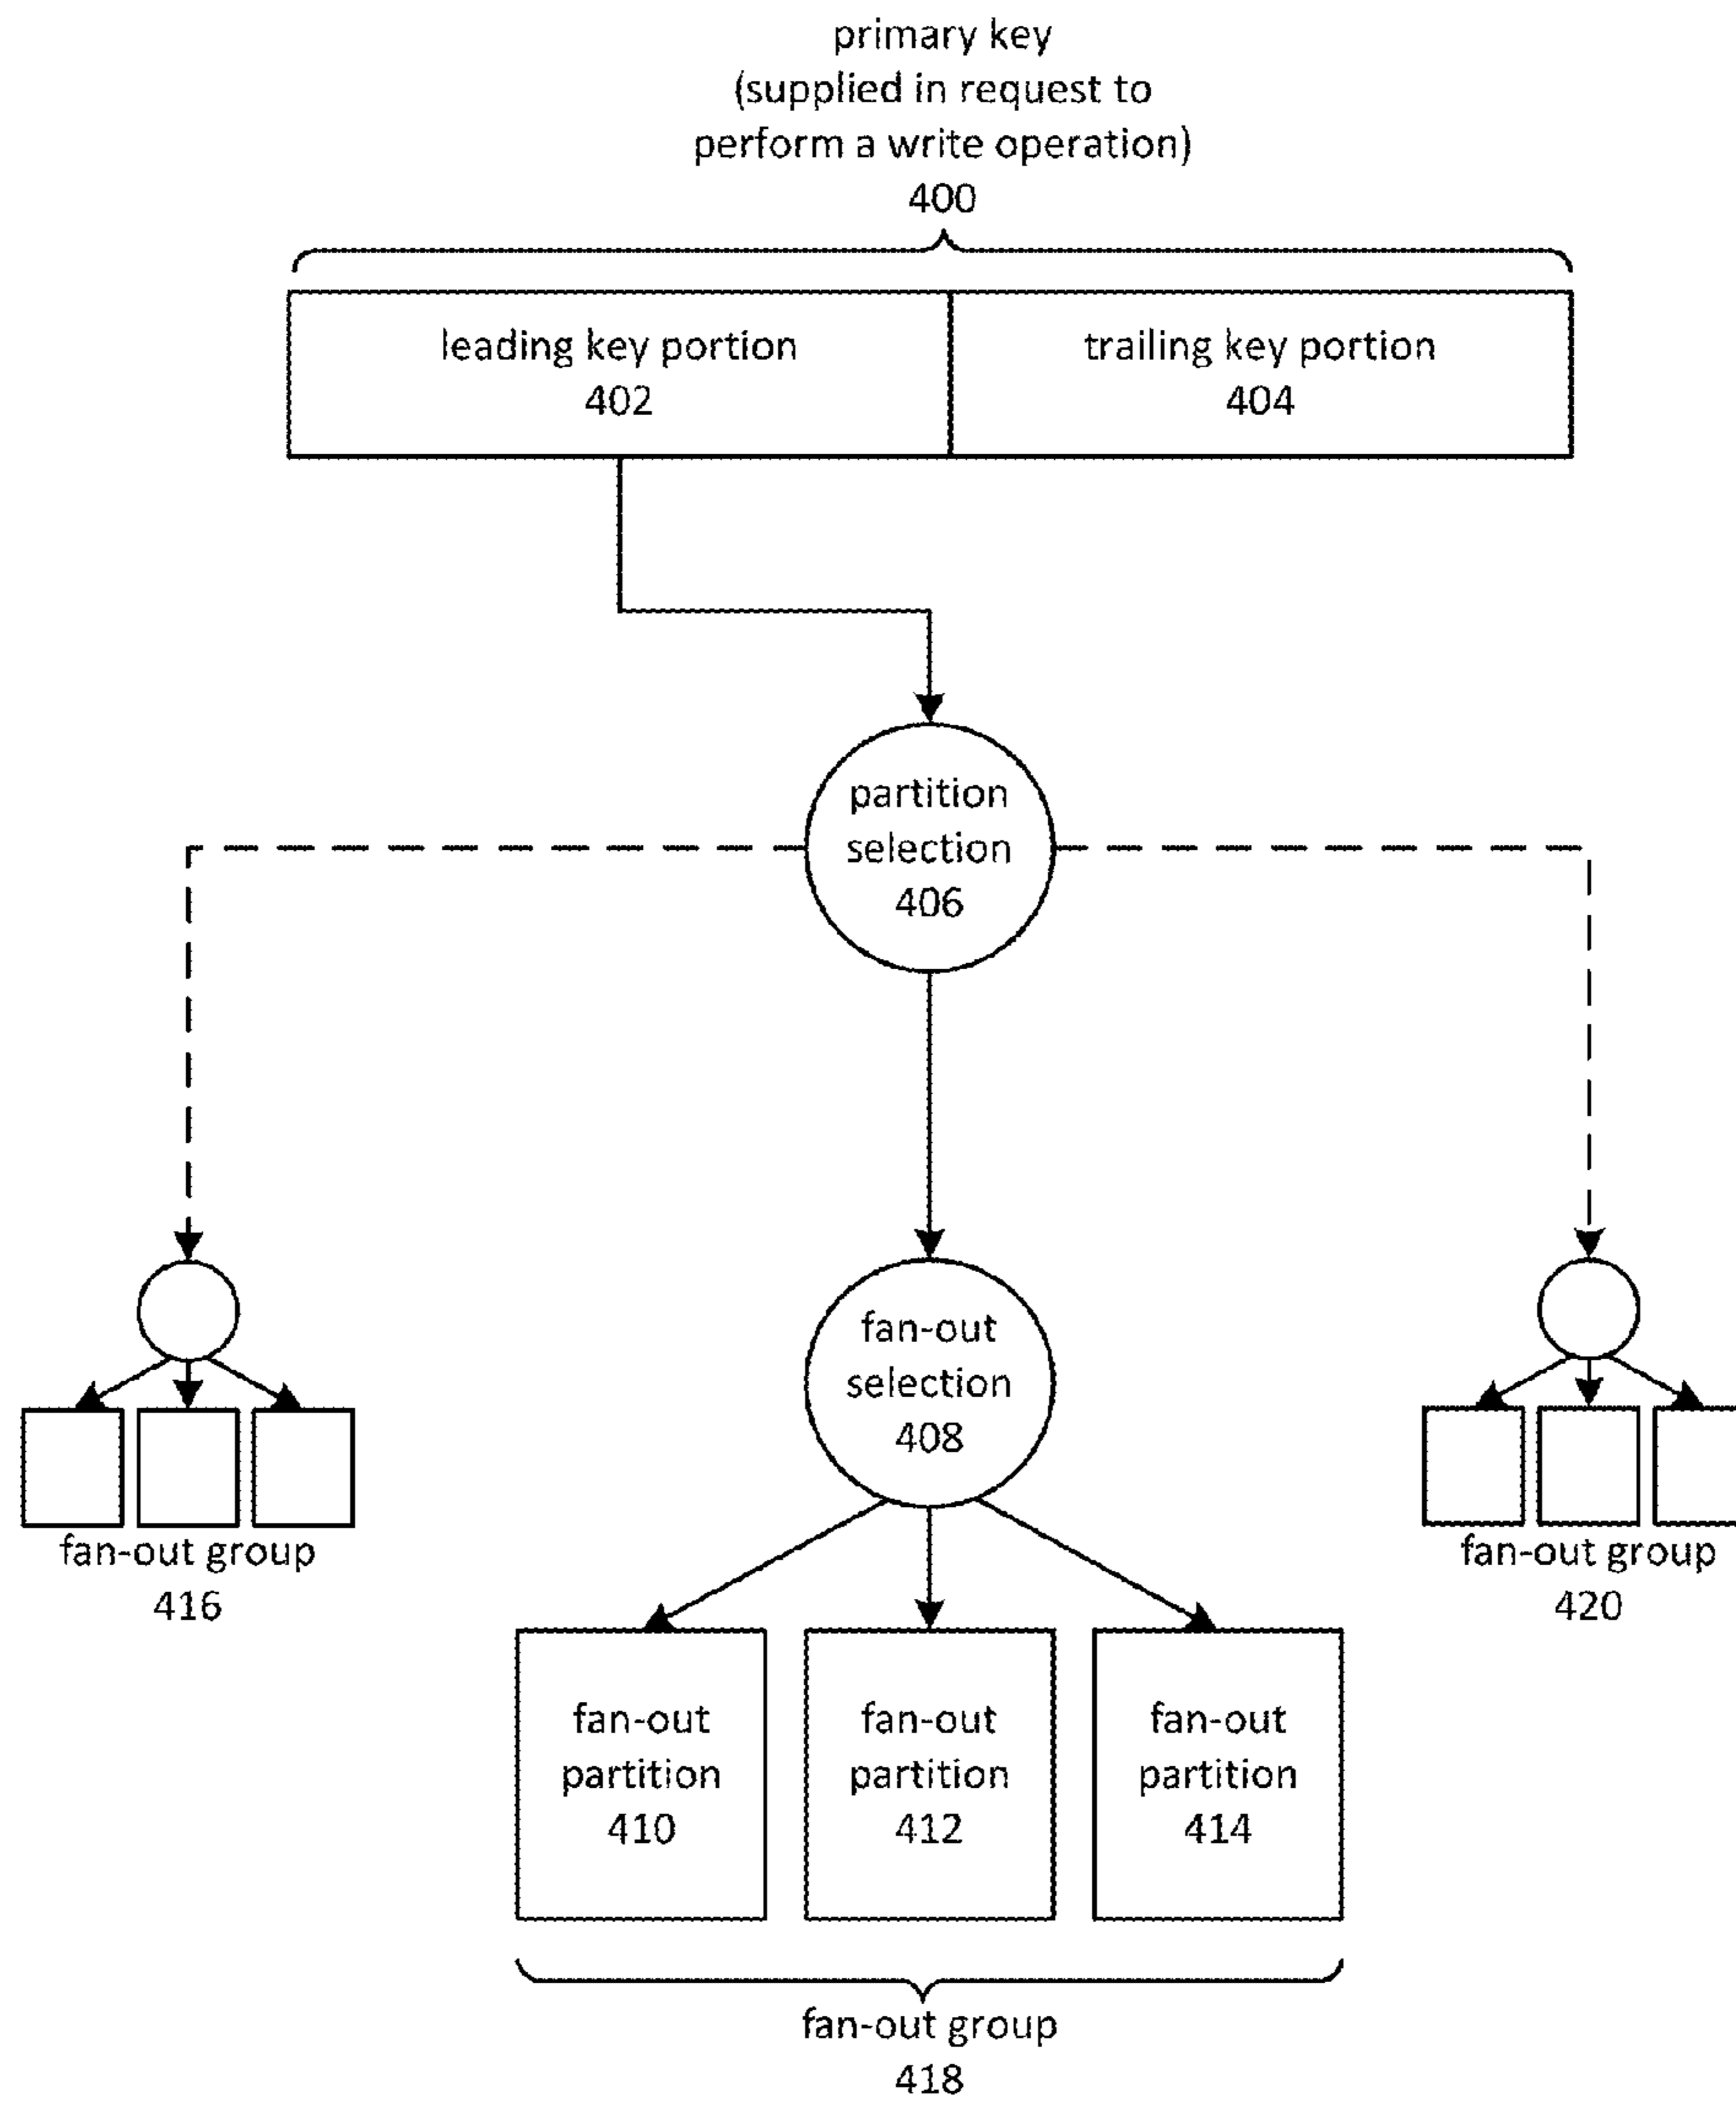 primary key
(supplied in request to
perform a write operation)
400
leading key portion
402
trailing key portion
404
partition
selection
406
fan-out
selection
408
fan-out group
416
fan-out group
420
fan-out
partition
410
fan-out
partition
412
fan-out
partition
414
fan-out group
418